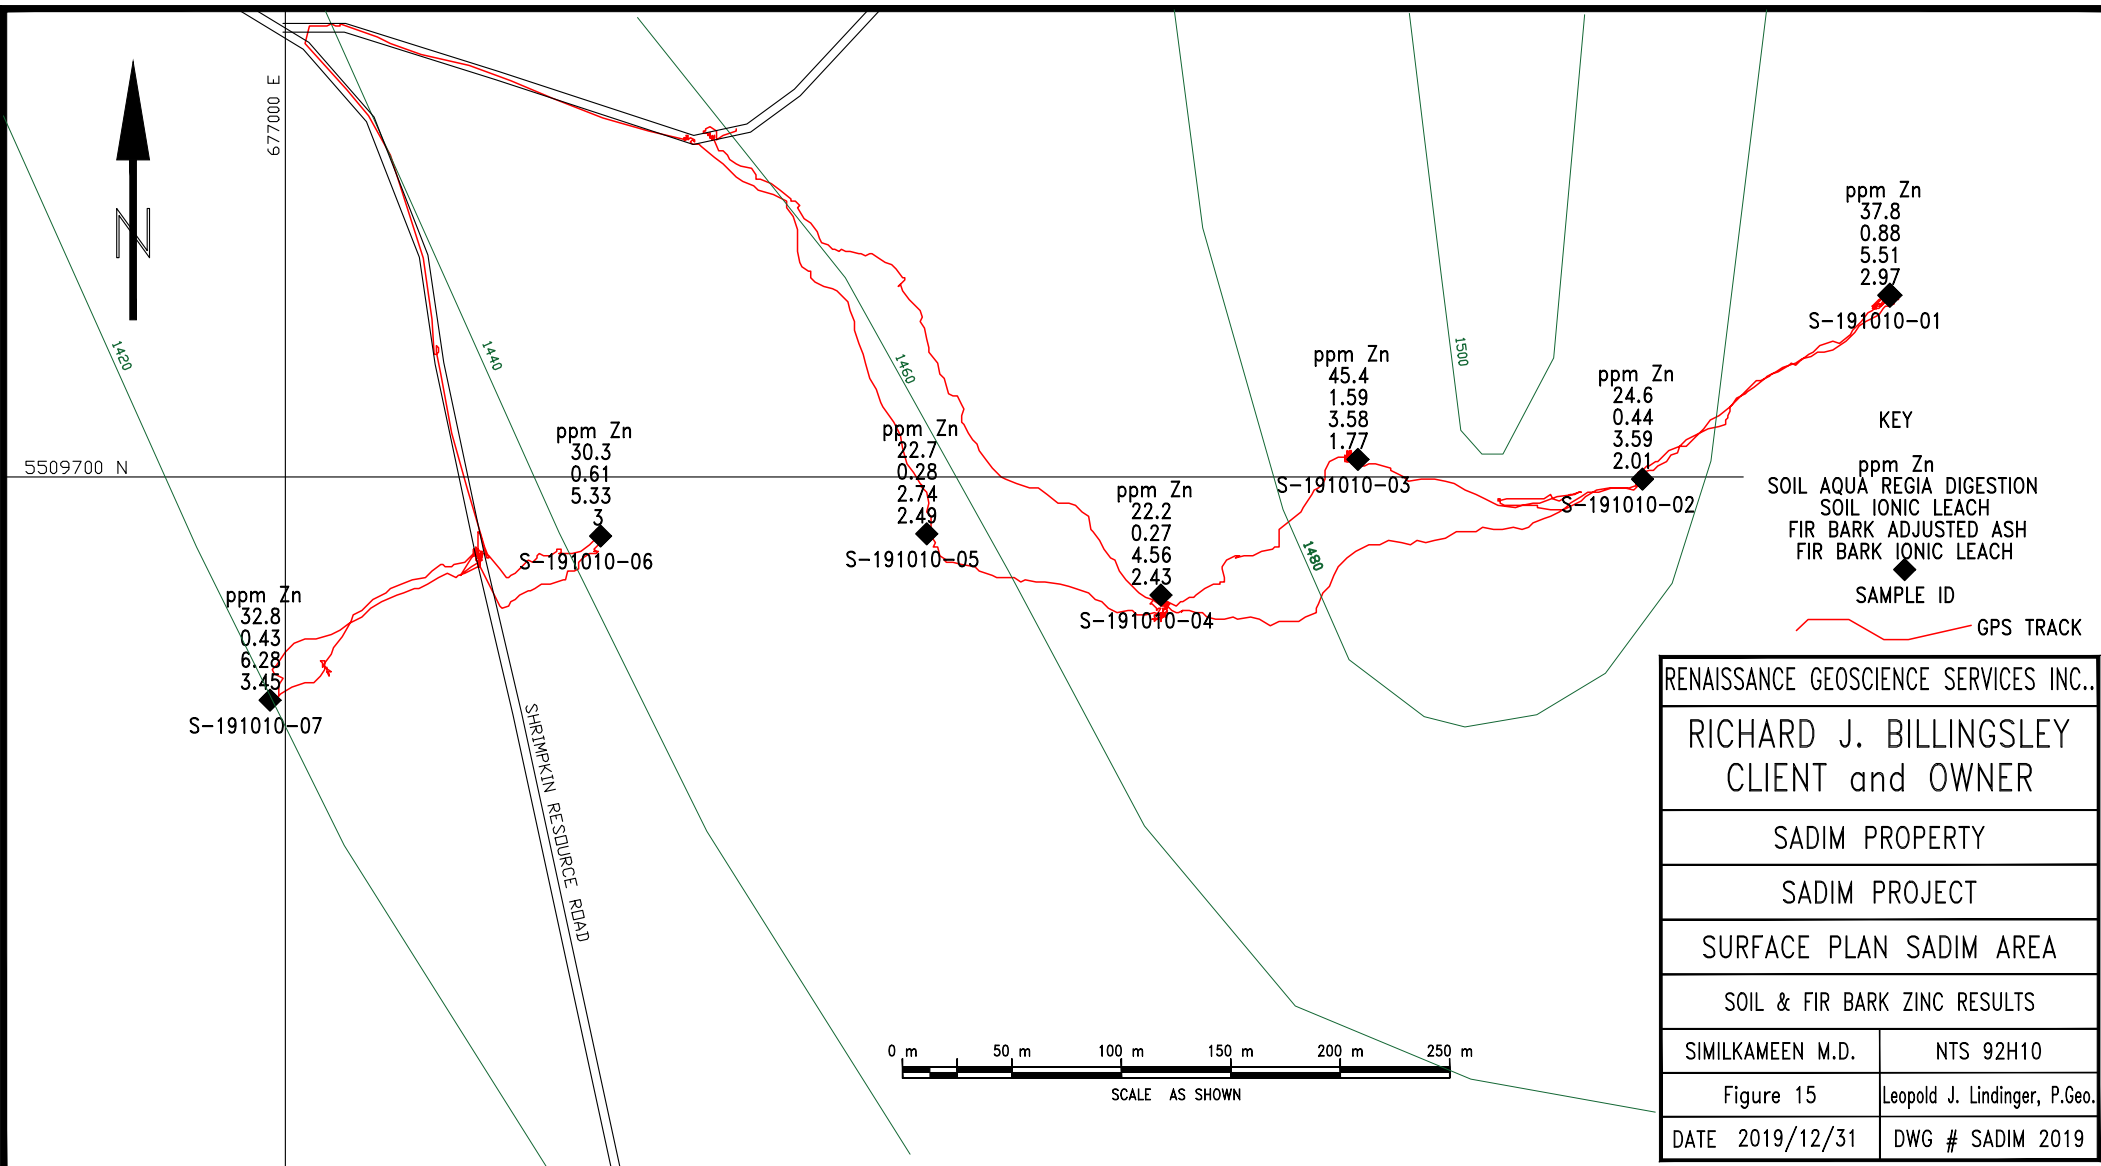 677000 E
N
5509700 N
1420
1440
1460
1480
1500
SHRIMPKIN RESOURCE ROAD
ppm Zn
37.8
0.88
5.51
2.97
S-191010-01
ppm Zn
24.6
0.44
3.59
2.01
S-191010-02
ppm Zn
45.4
1.59
3.58
1.77
S-191010-03
ppm Zn
22.2
0.27
4.56
2.43
S-191010-04
ppm Zn
22.7
0.28
2.74
2.49
S-191010-05
ppm Zn
30.3
0.61
5.33
3
S-191010-06
ppm Zn
32.8
0.43
6.28
3.45
S-191010-07
KEY
ppm Zn
SOIL AQUA REGIA DIGESTION
SOIL IONIC LEACH
FIR BARK ADJUSTED ASH
FIR BARK IONIC LEACH
SAMPLE ID
GPS TRACK
0 m 50 m 100 m 150 m 200 m 250 m
SCALE AS SHOWN
RENAISSANCE GEOSCIENCE SERVICES INC..
RICHARD J. BILLINGSLEY
CLIENT and OWNER
SADIM PROPERTY
SADIM PROJECT
SURFACE PLAN SADIM AREA
SOIL & FIR BARK ZINC RESULTS
SIMILKAMEEN M.D. NTS 92H10
Figure 15 Leopold J. Lindinger, P.Geo.
DATE 2019/12/31 DWG # SADIM 2019